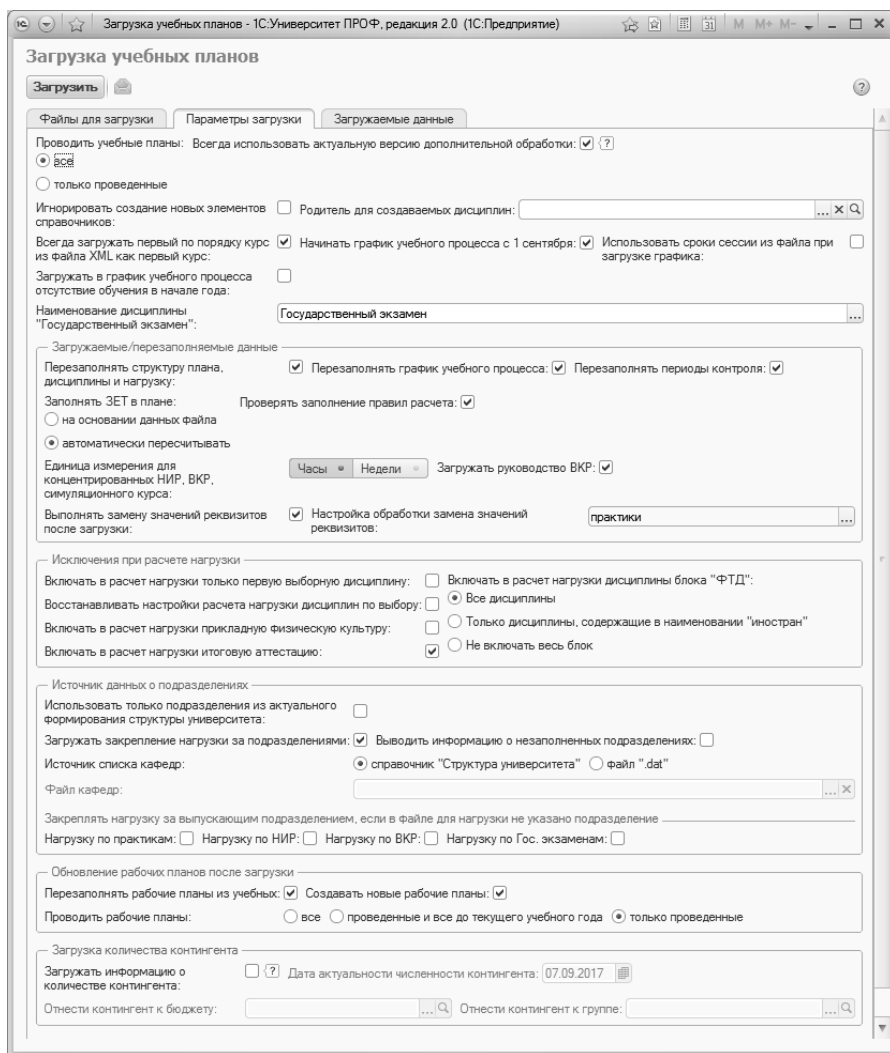 Загрузка учебных планов - 1С:Университет ПРОФ, редакция 2.0 (1С:Предприятие) M M+ M-
Загрузка учебных планов
Загрузить
Файлы для загрузки Параметры загрузки Загружаемые данные
Проводить учебные планы: Всегда использовать актуальную версию дополнительной обработки: ?
все
только проведенные
Игнорировать создание новых элементов справочников: Родитель для создаваемых дисциплин:
Всегда загружать первый по порядку курс из файла XML как первый курс: Начинать график учебного процесса с 1 сентября: Использовать сроки сессии из файла при загрузке графика:
Загружать в график учебного процесса
отсутствие обучения в начале года:
Наименование дисциплины
"Государственный экзамен": Государственный экзамен
Загружаемые/перезаполняемые данные
Перезаполнять структуру плана, дисциплины и нагрузку: Перезаполнять график учебного процесса: Перезаполнять периоды контроля:
Заполнять ЗЕТ в плане: Проверять заполнение правил расчета:
на основании данных файла
автоматически пересчитывать
Единица измерения для концентрированных НИР, ВКР, симуляционного курса: Часы Недели Загружать руководство ВКР:
Выполнять замену значений реквизитов после загрузки: Настройка обработки замена значений реквизитов: практики
Исключения при расчете нагрузки
Включать в расчет нагрузки только первую выборную дисциплину: Включать в расчет нагрузки дисциплины блока "ФТД":
Восстанавливать настройки расчета нагрузки дисциплин по выбору: Все дисциплины
Включать в расчет нагрузки прикладную физическую культуру: Только дисциплины, содержащие в наименовании "иностран"
Включать в расчет нагрузки итоговую аттестацию: Не включать весь блок
Источник данных о подразделениях
Использовать только подразделения из актуального
формирования структуры университета:
Загружать закрепление нагрузки за подразделениями: Выводить информацию о незаполненных подразделениях:
Источник списка кафедр: справочник "Структура университета" файл ".dat"
Файл кафедр:
Закреплять нагрузку за выпускающим подразделением, если в файле для нагрузки не указано подразделение
Нагрузку по практикам: Нагрузку по НИР: Нагрузку по ВКР: Нагрузку по Гос. экзаменам:
Обновление рабочих планов после загрузки
Перезаполнять рабочие планы из учебных: Создавать новые рабочие планы:
Проводить рабочие планы: все проведенные и все до текущего учебного года только проведенные
Загрузка количества контингента
Загружать информацию о количестве контингента: ? Дата актуальности численности контингента: 07.09.2017
Отнести контингент к бюджету: Отнести контингент к группе: